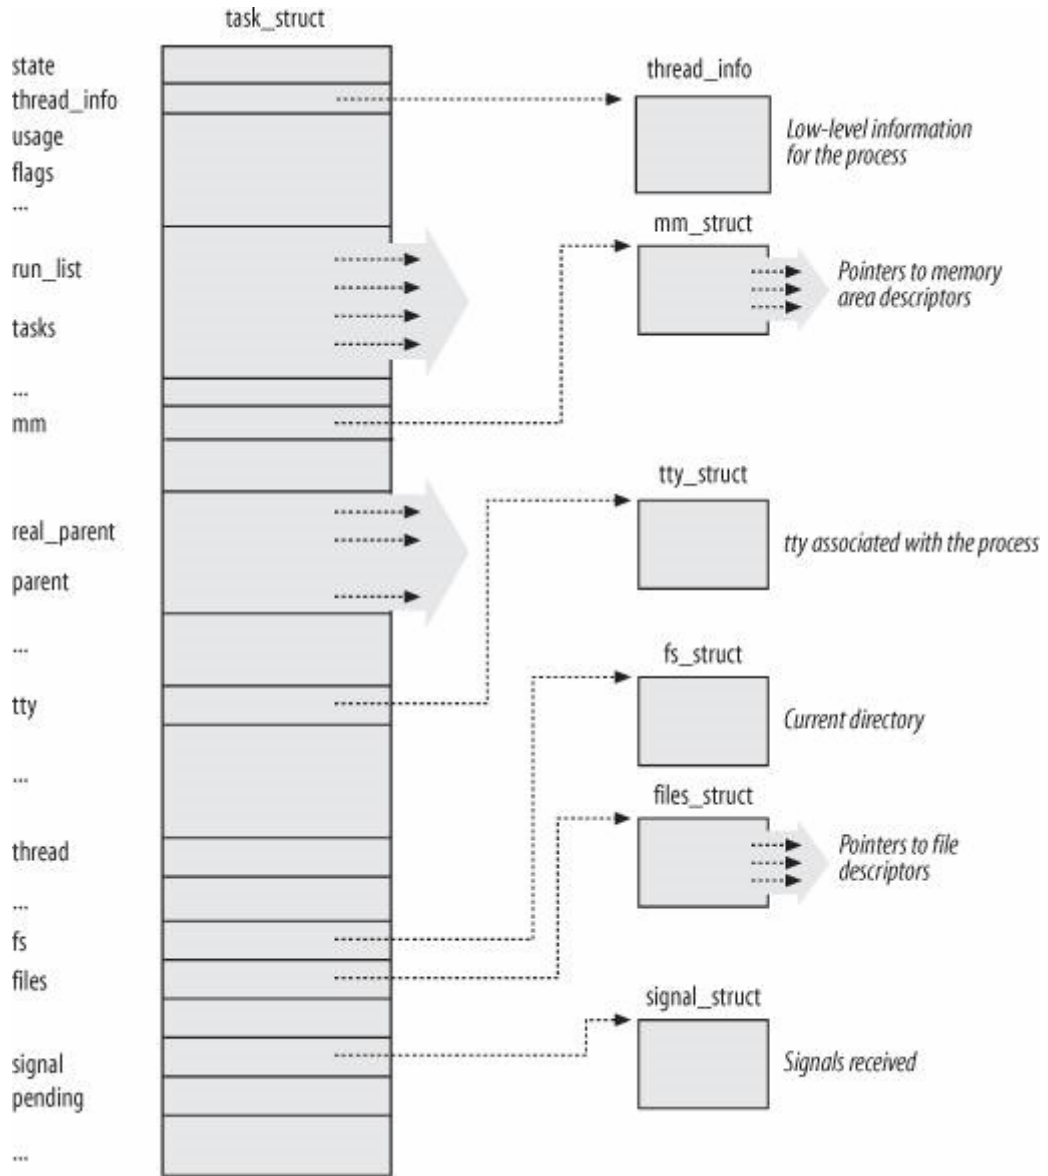 task_struct
state
thread_info
usage
flags
...
run_list
tasks
...
mm
real_parent
parent
...
tty
...
thread
...
fs
files
signal
pending
...
thread_info
Low-level information
for the process
mm_struct
Pointers to memory
area descriptors
tty_struct
tty associated with the process
fs_struct
Current directory
files_struct
Pointers to file
descriptors
signal_struct
Signals received